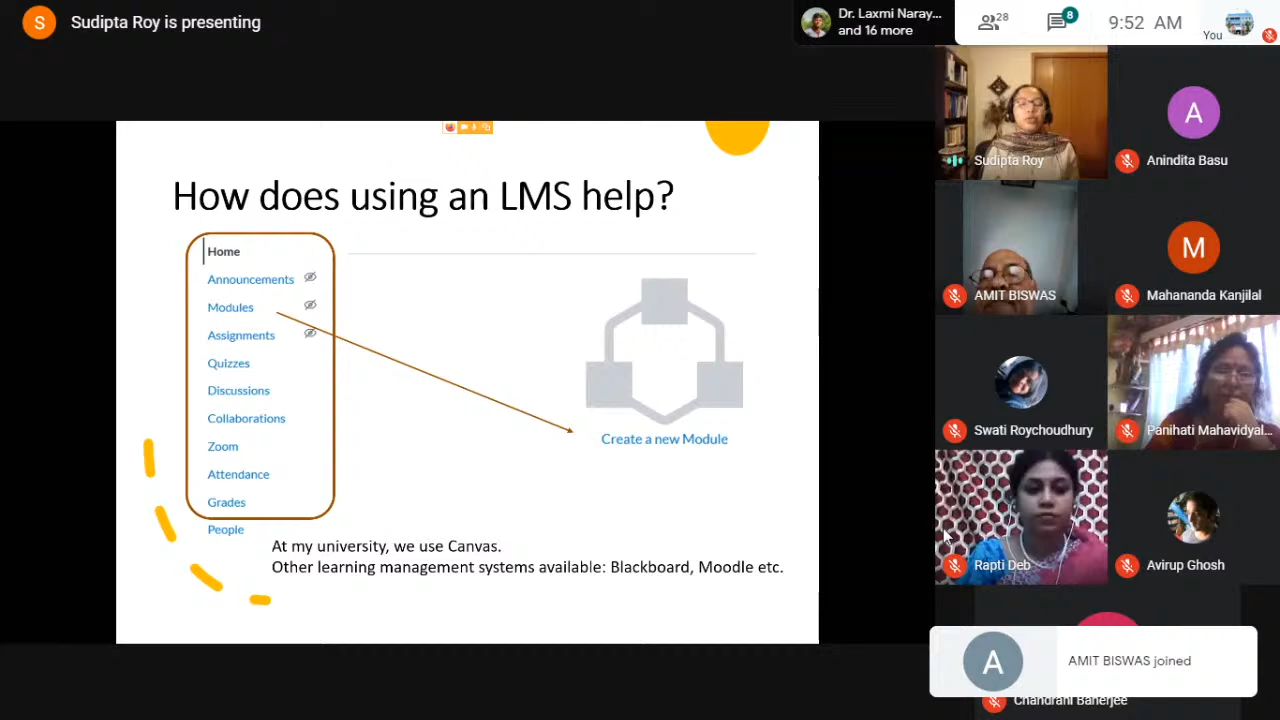 S
Sudipta Roy is presenting
Dr. Laxmi Naray...
and 16 more
28
8
9:52 AM
You
How does using an LMS help?
Home
Announcements
Modules
Assignments
Quizzes
Discussions
Collaborations
Zoom
Attendance
Grades
People
Create a new Module
At my university, we use Canvas.
Other learning management systems available: Blackboard, Moodle etc.
Sudipta Roy
A
Anindita Basu
AMIT BISWAS
M
Mahananda Kanjilal
Swati Roychoudhury
Panihati Mahavidyal...
Rapti Deb
Avirup Ghosh
A
AMIT BISWAS joined
Chandrani Banerjee